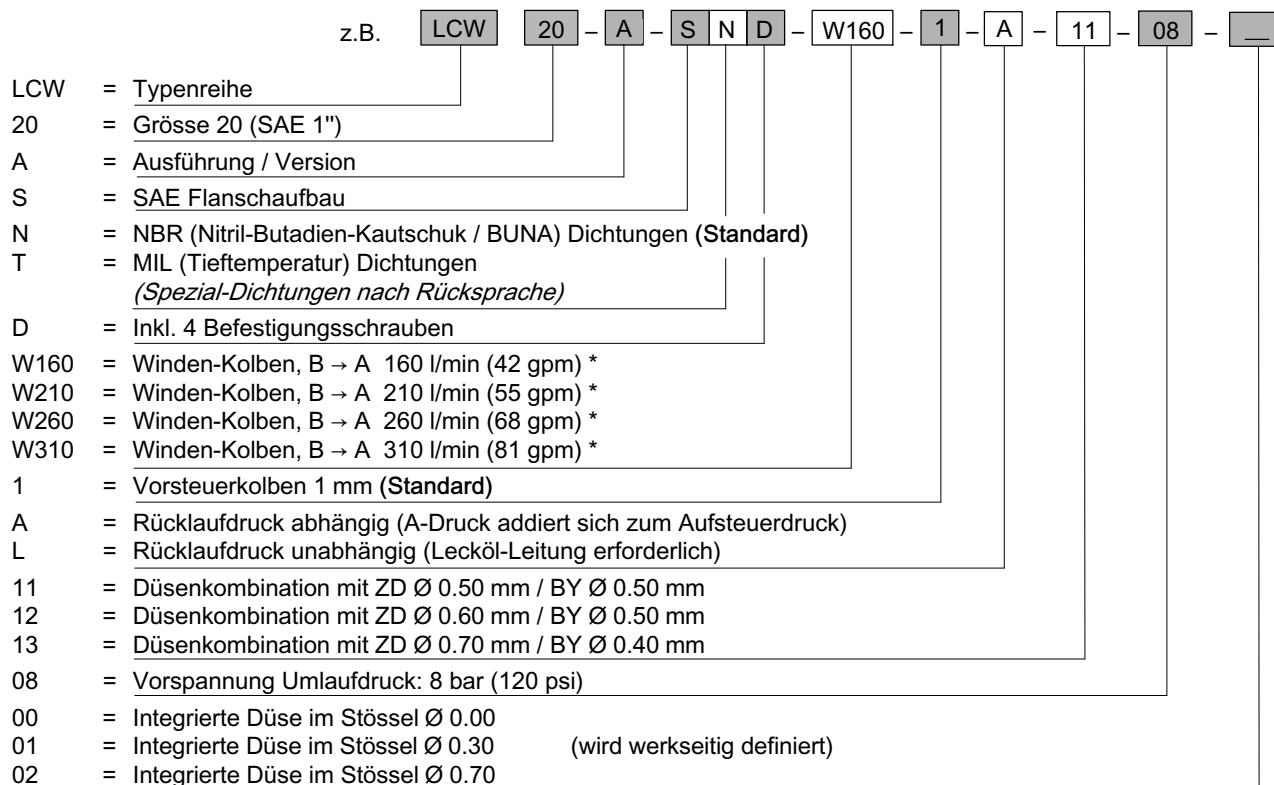 z.B. LCW 20 – A – S N D – W160 – 1 – A – 11 – 08 – __
LCW = Typenreihe
20 = Grösse 20 (SAE 1")
A = Ausführung / Version
S = SAE Flanschaufbau
N = NBR (Nitril-Butadien-Kautschuk / BUNA) Dichtungen (Standard)
T = MIL (Tieftemperatur) Dichtungen
(Spezial-Dichtungen nach Rücksprache)
D = Inkl. 4 Befestigungsschrauben
W160 = Winden-Kolben, B → A 160 l/min (42 gpm) *
W210 = Winden-Kolben, B → A 210 l/min (55 gpm) *
W260 = Winden-Kolben, B → A 260 l/min (68 gpm) *
W310 = Winden-Kolben, B → A 310 l/min (81 gpm) *
1 = Vorsteuerkolben 1 mm (Standard)
A = Rücklaufdruck abhängig (A-Druck addiert sich zum Aufsteuerdruck)
L = Rücklaufdruck unabhängig (Lecköl-Leitung erforderlich)
11 = Düsenkombination mit ZD Ø 0.50 mm / BY Ø 0.50 mm
12 = Düsenkombination mit ZD Ø 0.60 mm / BY Ø 0.50 mm
13 = Düsenkombination mit ZD Ø 0.70 mm / BY Ø 0.40 mm
08 = Vorspannung Umlaufdruck: 8 bar (120 psi)
00 = Integrierte Düse im Stössel Ø 0.00
01 = Integrierte Düse im Stössel Ø 0.30 (wird werkseitig definiert)
02 = Integrierte Düse im Stössel Ø 0.70